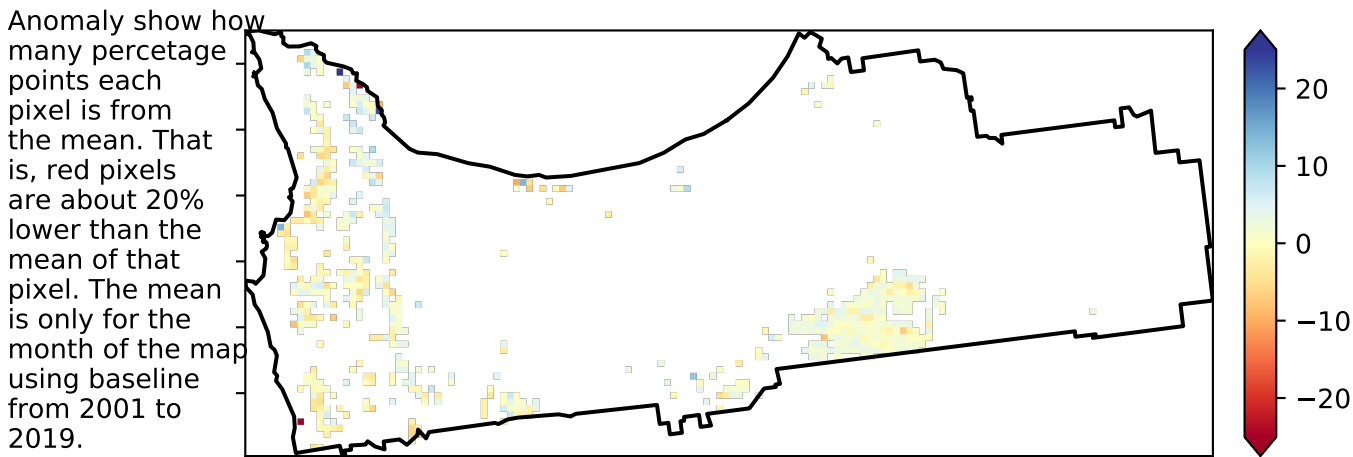 Anomaly show how
many percetage
points each
pixel is from
the mean. That
is, red pixels
are about 20%
lower than the
mean of that
pixel. The mean
is only for the
month of the map
using baseline
from 2001 to
2019.
20
10
0
−10
−20